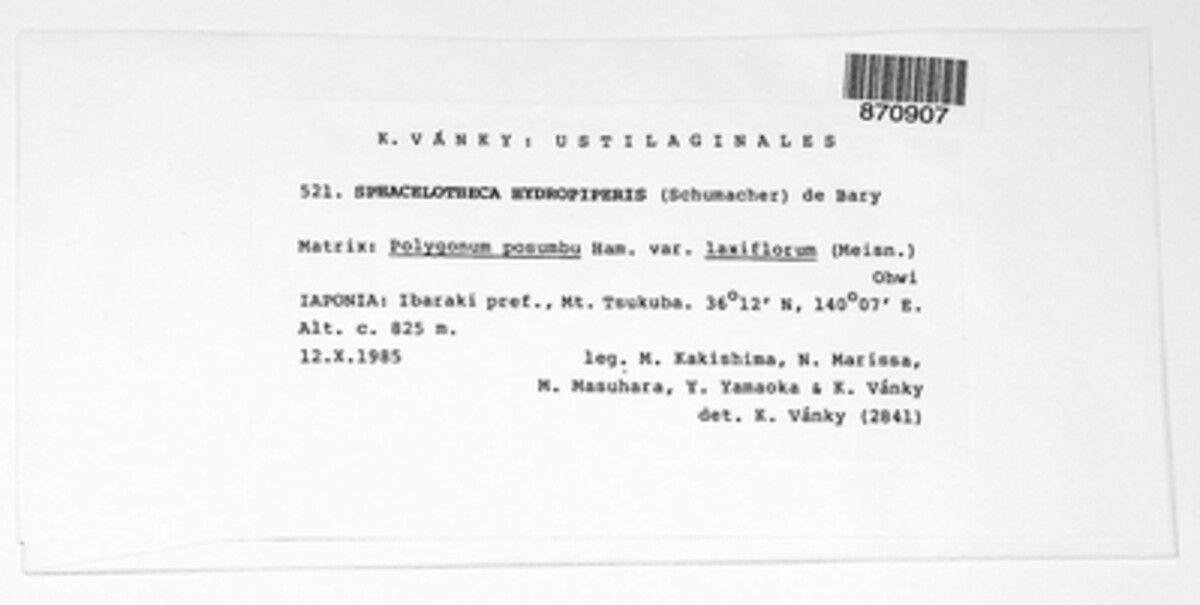 870907
K. VÁNKY: USTILAGINALES
521. SPHACELOTHECA HYDROPIPERIS (Schumacher) de Bary
Matrix: Polygonum posumbu Ham. var. laxiflorum (Meisn.)
Ohwi
IAPONIA: Ibaraki pref., Mt. Tsukuba. 36°12' N, 140°07' E.
Alt. c. 825 m.
12.X.1985 leg. M. Kakishima, N. Marissa,
M. Masuhara, Y. Yamaoka & K. Vánky
det. K. Vánky (2841)